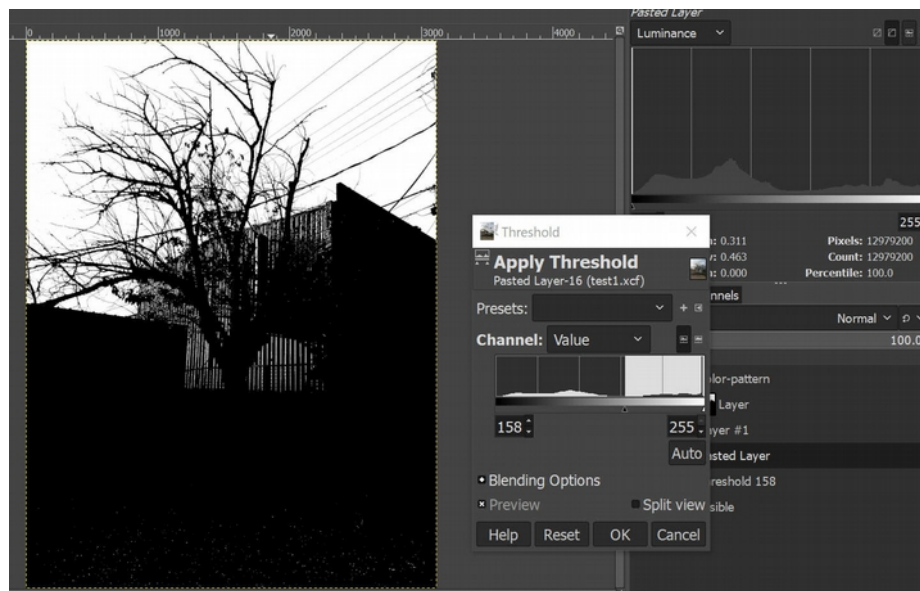 Pasted Layer
0 1000 2000 3000 4000
Luminance
255
0.311 Pixels: 12979200
0.463 Count: 12979200
0.000 Percentile: 100.0
Threshold
Apply Threshold
Pasted Layer-16 (test1.xcf)
Presets:
nnels
Normal
Channel: Value
100.0
olor-pattern
Layer
yer #1
158 255
Auto
asted Layer
reshold 158
Blending Options
sible
Preview Split view
Help Reset OK Cancel